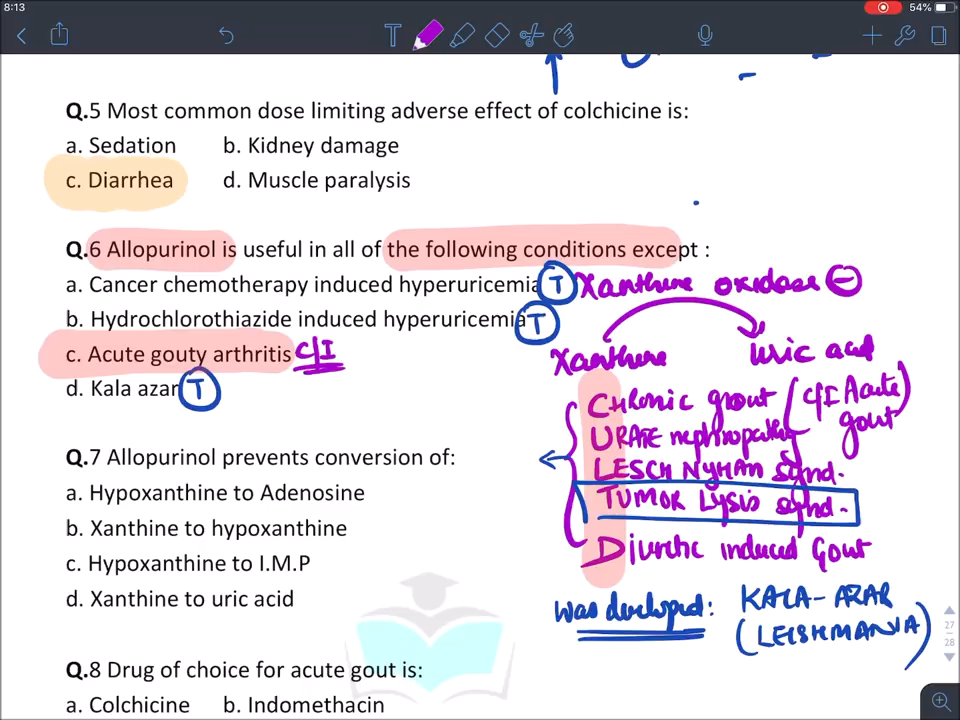 8:13
54%
T
Q.5 Most common dose limiting adverse effect of colchicine is:
a. Sedation b. Kidney damage
c. Diarrhea d. Muscle paralysis
Q.6 Allopurinol is useful in all of the following conditions except :
a. Cancer chemotherapy induced hyperuricemia T Xanthine oxidase -
b. Hydrochlorothiazide induced hyperuricemia T
c. Acute gouty arthritis C/I Xanthine Uric acid
d. Kala azar T
CHRonic gout (C/I Acute gout)
URATE nephropathy
LESCH NYHAN synd.
TUMOR Lysis synd.
Diuretic induced Gout
Was developed: KALA-AZAR
(LEISHMANIA)
Q.7 Allopurinol prevents conversion of:
a. Hypoxanthine to Adenosine
b. Xanthine to hypoxanthine
c. Hypoxanthine to I.M.P
d. Xanthine to uric acid
27
28
Q.8 Drug of choice for acute gout is:
a. Colchicine b. Indomethacin